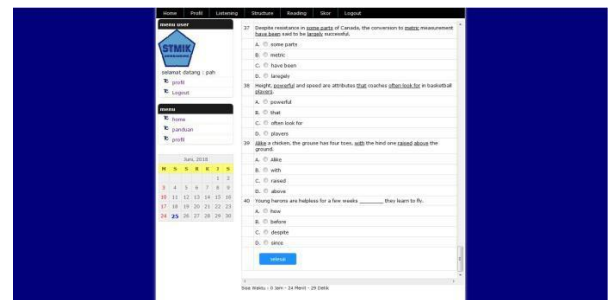 Home Profil Listening Structure Reading Skor Logout
menu user
STMIK
selamat datang : pah
profil
Logout
menu
home
panduan
profil
Juni, 2018
M S S R K J S
1 2
3 4 5 6 7 8 9
10 11 12 13 14 15 16
17 18 19 20 21 22 23
24 25 26 27 28 29 30
37 Despite resistance in some parts of Canada, the conversion to metric measurement
have been said to be largely successful.
A. some parts
B. metric
C. have been
D. laregely
38 Height, powerful and speed are attributes that coaches often look for in basketball
players.
A. powerful
B. that
C. often look for
D. players
39 Alike a chicken, the grouse has four toes, with the hind one raised above the
ground.
A. Alike
B. with
C. raised
D. above
40 Young herons are helpless for a few weeks ________ they learn to fly.
A. how
B. before
C. despite
D. since
selesai
Sisa Waktu : 0 Jam - 24 Menit - 29 Detik